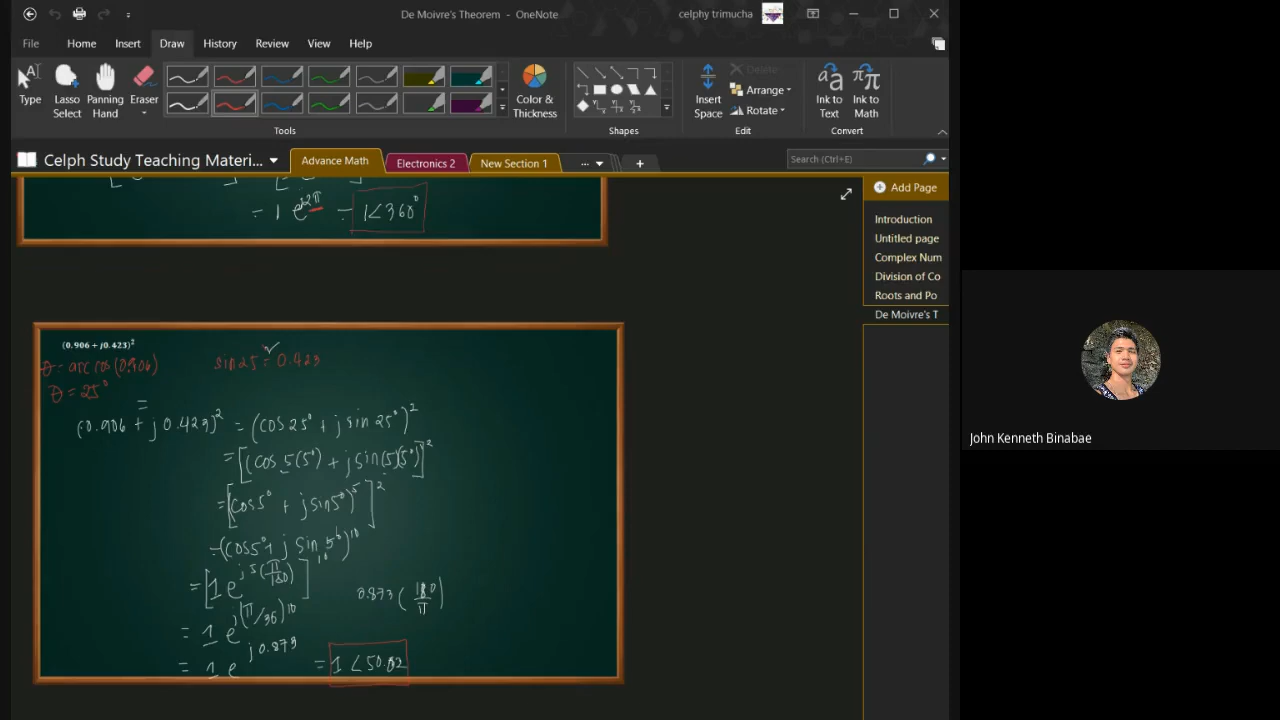 De Moivre's Theorem - OneNote
celphy trimucha
File Home Insert Draw History Review View Help
Type
Lasso Select
Panning Hand
Eraser
Color & Thickness
Insert Space
Delete
Arrange
Rotate
Ink to Text
Ink to Math
Tools
Shapes
Edit
Convert
Celph Study Teaching Materi...
Advance Math
Electronics 2
New Section 1
...
Search (Ctrl+E)
Add Page
Introduction
Untitled page
Complex Num
Division of Co
Roots and Po
De Moivre's T
= 1 e^j2π = 1∠360°
(0.906 + j0.423)²
θ = arc cos(0.906) sin 25 = 0.423
θ = 25°
=
(0.906 + j 0.423)² = (cos 25° + j sin 25°)²
= [(cos 5(5°) + j sin(5)(5°)]²
= [(cos 5° + j sin 5°)^5]²
= (cos 5° + j sin 5°)^10
= [1 e^j5(π/180)]^10
0.873 (180/π)
= 1 e^j(π/36)10
= 1 e^j0.873 = 1 ∠50.02
John Kenneth Binabae